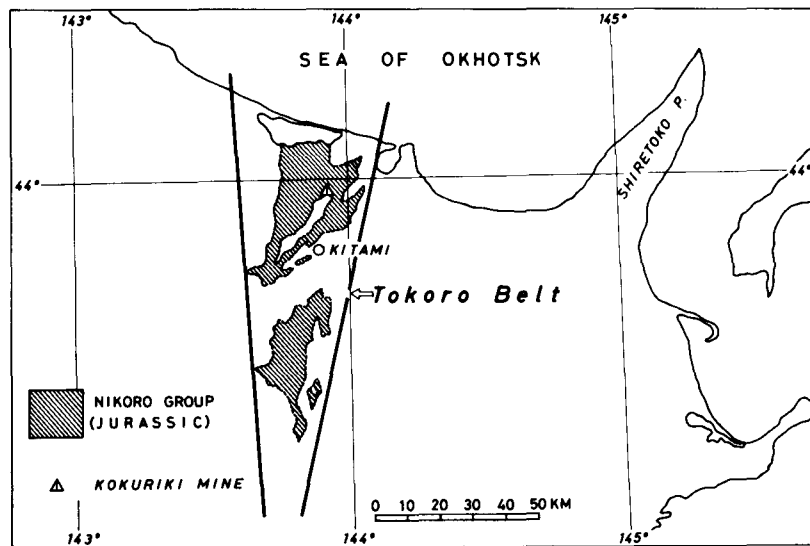 143° 144° 145°
SEA OF OKHOTSK
SHIRETOKO P.
44° 44°
KITAMI
Tokoro Belt
NIKORO GROUP
(JURASSIC)
KOKURIKI MINE
0 10 20 30 40 50 KM
143° 144° 145°